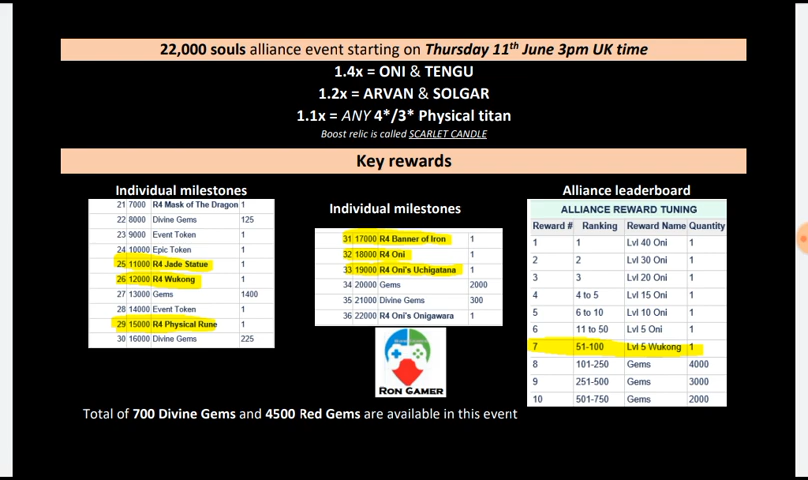 22,000 souls alliance event starting on Thursday 11th June 3pm UK time
1.4x = ONI & TENGU
1.2x = ARVAN & SOLGAR
1.1x = ANY 4*/3* Physical titan
Boost relic is called SCARLET CANDLE
Key rewards
Individual milestones
21 7000 R4 Mask of The Dragon 1
22 8000 Divine Gems 125
23 9000 Event Token 1
24 10000 Epic Token 1
25 11000 R4 Jade Statue 1
26 12000 R4 Wukong 1
27 13000 Gems 1400
28 14000 Event Token 1
29 15000 R4 Physical Rune 1
30 16000 Divine Gems 225
Individual milestones
31 17000 R4 Banner of Iron 1
32 18000 R4 Oni 1
33 19000 R4 Oni's Uchigatana 1
34 20000 Gems 2000
35 21000 Divine Gems 300
36 22000 R4 Oni's Onigawara 1
RON GAMER
Alliance leaderboard
ALLIANCE REWARD TUNING
Reward # Ranking Reward Name Quantity
1 1 Lvl 40 Oni 1
2 2 Lvl 30 Oni 1
3 3 Lvl 20 Oni 1
4 4 to 5 Lvl 15 Oni 1
5 6 to 10 Lvl 10 Oni 1
6 11 to 50 Lvl 5 Oni 1
7 51-100 Lvl 5 Wukong 1
8 101-250 Gems 4000
9 251-500 Gems 3000
10 501-750 Gems 2000
Total of 700 Divine Gems and 4500 Red Gems are available in this event